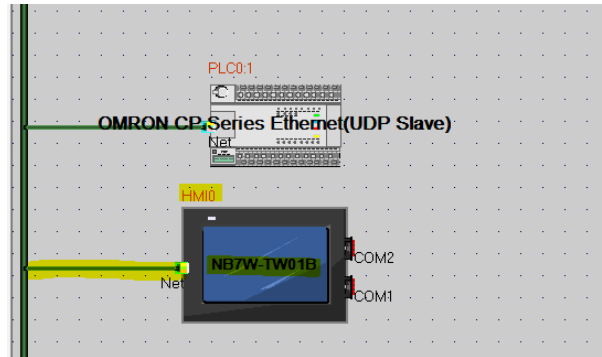 PLC0:1
OMRON CP Series Ethernet(UDP Slave)
Net
HMI0
NB7W-TW01B
COM2
Net
COM1